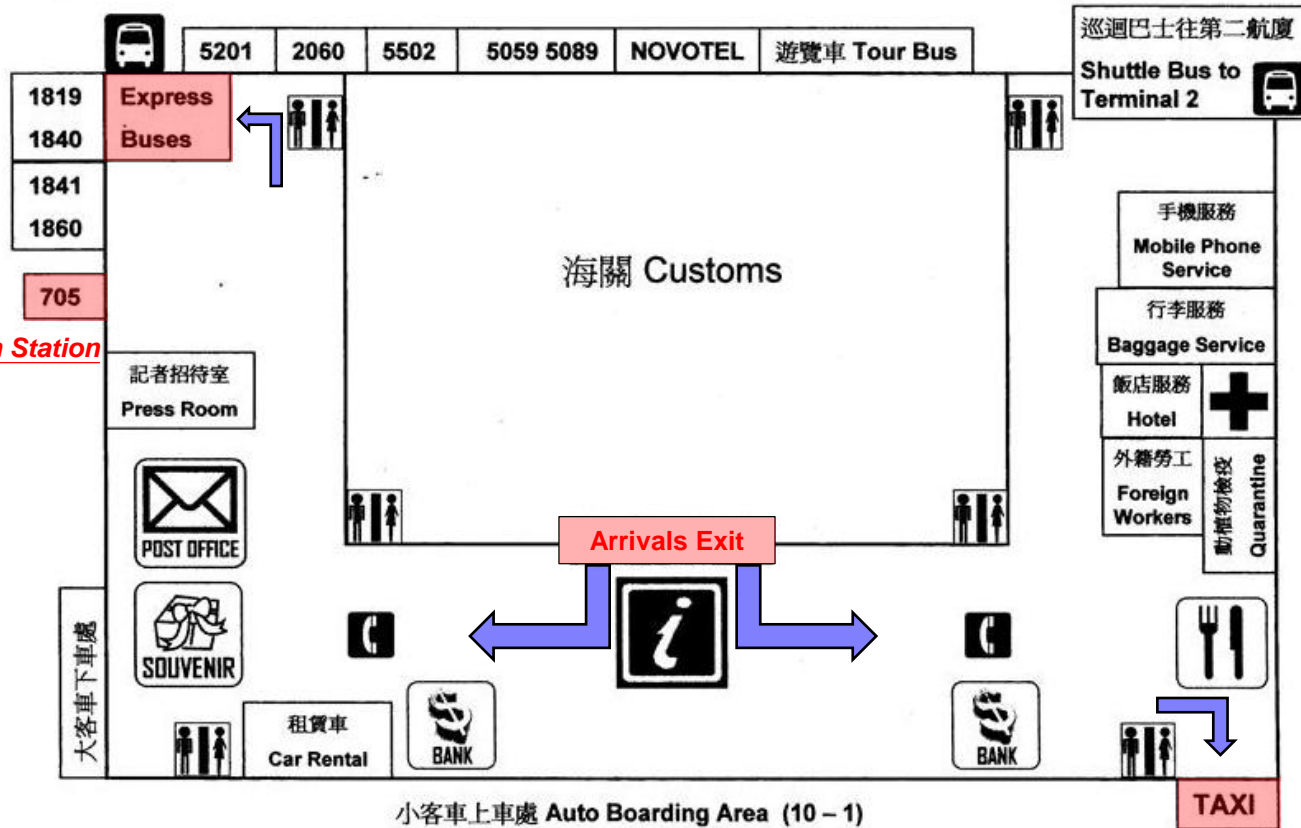 5201
2060
5502
5059 5089
NOVOTEL
遊覽車 Tour Bus
巡迴巴士往第二航廈
Shuttle Bus to
Terminal 2
1819
1840
Express
Buses
1841
1860
705
Station
海關 Customs
手機服務
Mobile Phone
Service
行李服務
Baggage Service
飯店服務
Hotel
外籍勞工
Foreign
Workers
動植物檢疫
Quarantine
記者招待室
Press Room
POST OFFICE
Arrivals Exit
i
SOUVENIR
大客車下車處
租賃車
Car Rental
BANK
BANK
小客車上車處 Auto Boarding Area (10 – 1)
TAXI